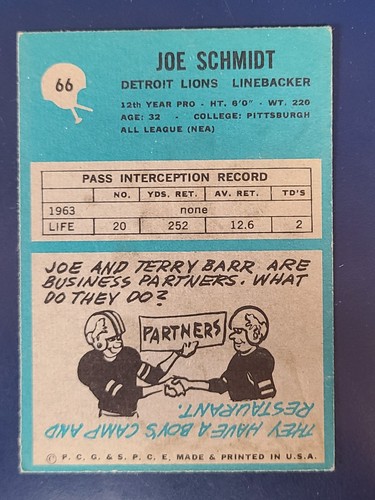 66
JOE SCHMIDT
DETROIT LIONS LINEBACKER
12th YEAR PRO - HT. 6'0" - WT. 220
AGE: 32 - COLLEGE: PITTSBURGH
ALL LEAGUE (NEA)
PASS INTERCEPTION RECORD
NO. YDS. RET. AV. RET. TD'S
1963 none
LIFE 20 252 12.6 2
JOE AND TERRY BARR ARE
BUSINESS PARTNERS. WHAT
DO THEY DO?
PARTNERS
THEY HAVE A BOY'S CAMP AND
RESTAURANT.
© P. C. G. & S. P. C. E. MADE & PRINTED IN U.S.A.